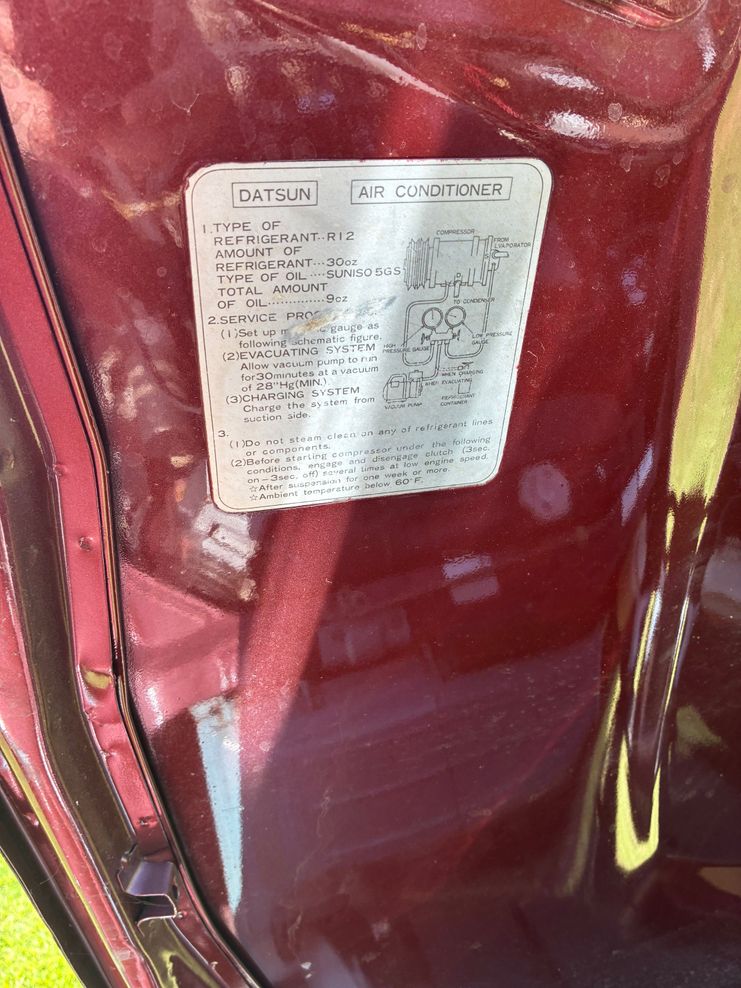 DATSUN AIR CONDITIONER
1.TYPE OF
REFRIGERANT··R12
AMOUNT OF
REFRIGERANT···30oz
TYPE OF OIL····SUNISO 5GS
TOTAL AMOUNT
OF OIL·············9oz
2.SERVICE
(1)Set up gauge as
following schematic figure.
(2)EVACUATING SYSTEM
Allow vacuum pump to run
for30minutes at a vacuum
of 28"Hg(MIN.)
(3)CHARGING SYSTEM
Charge the system from
suction side.
COMPRESSOR
FROM
EVAPORATOR
TO CONDENSER
HIGH
PRESSURE GAUGE
LOW PRESSURE
GAUGE
WHEN CHARGING
WHEN EVACUATING
VACUUM PUMP
REFRIGERANT
CONTAINER
3.
(1)Do not steam clean on any of refrigerant lines
or components.
(2)Before starting compressor under the following
conditions, engage and disengage clutch (3sec.
on-3sec. off) several times at low engine speed.
☆After suspension for one week or more.
☆Ambient temperature below 60°F.